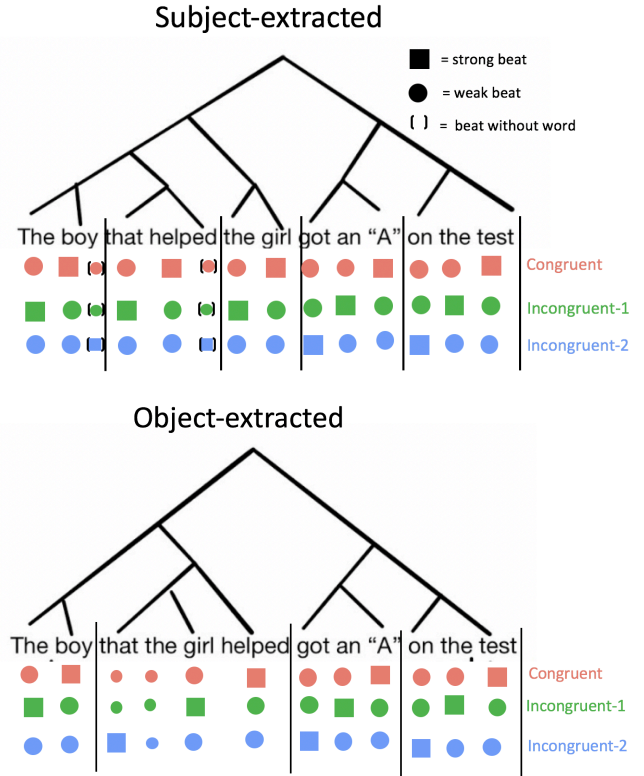 Subject-extracted
= strong beat
= weak beat
( ) = beat without word
The boy that helped the girl got an “A” on the test
Congruent
Incongruent-1
Incongruent-2
Object-extracted
The boy that the girl helped got an “A” on the test
Congruent
Incongruent-1
Incongruent-2